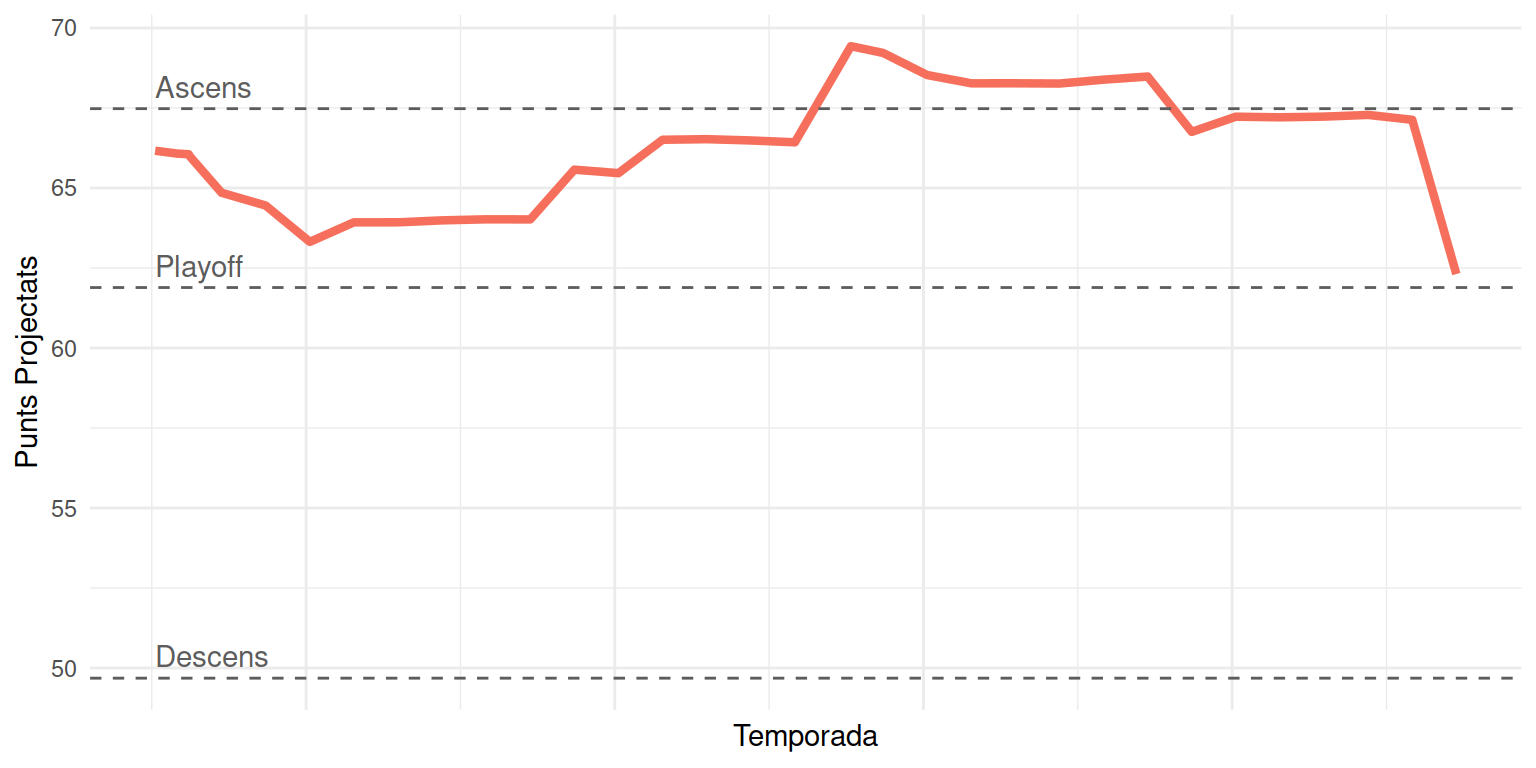 70
Ascens
65
Playoff
60
Punts Projectats
55
Descens
50
Temporada